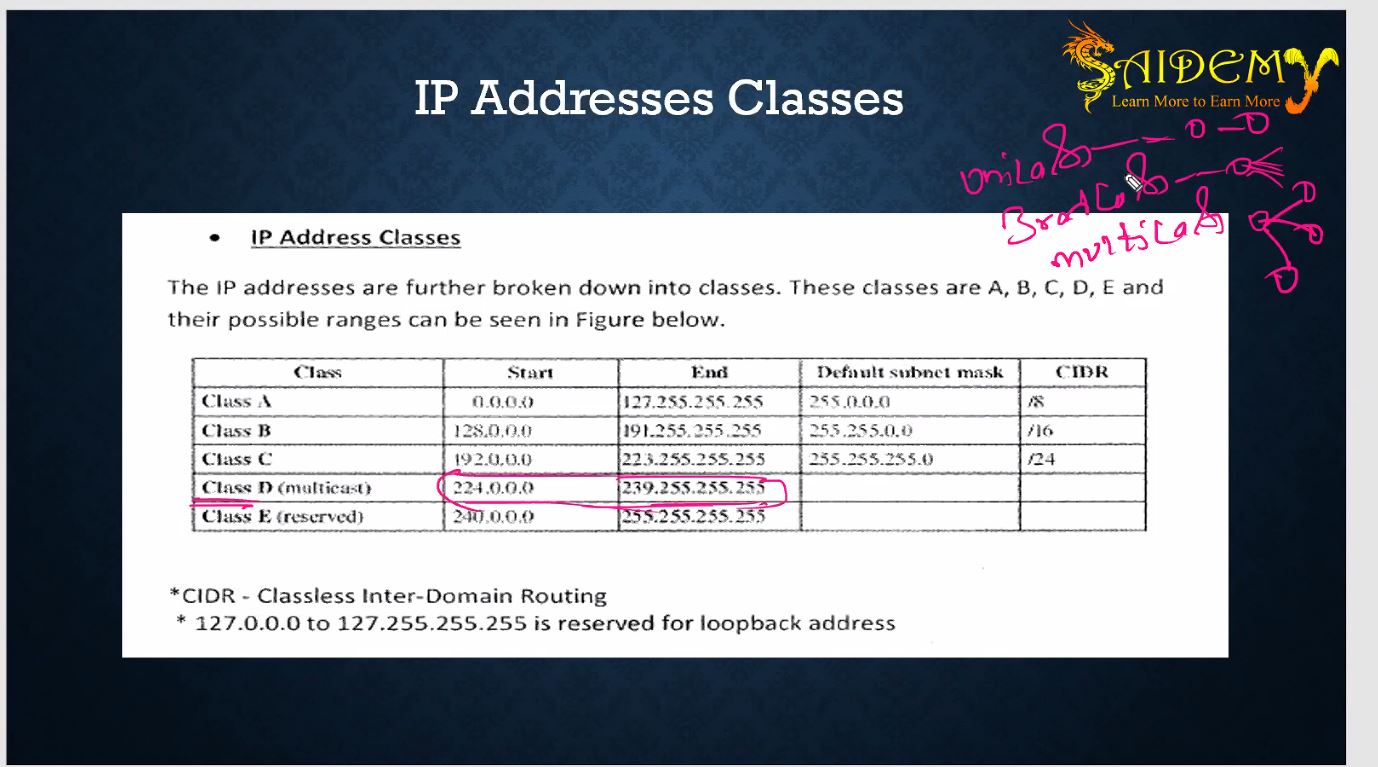 IP Addresses Classes
SAIDEMY
Learn More to Earn More
UniCaS
BrodCaS
multiCaS
• IP Address Classes
The IP addresses are further broken down into classes. These classes are A, B, C, D, E and
their possible ranges can be seen in Figure below.
Class Start End Default subnet mask CIDR
Class A 0.0.0.0 127.255.255.255 255.0.0.0 /8
Class B 128.0.0.0 191.255.255.255 255.255.0.0 /16
Class C 192.0.0.0 223.255.255.255 255.255.255.0 /24
Class D (multicast) 224.0.0.0 239.255.255.255
Class E (reserved) 240.0.0.0 255.255.255.255
*CIDR - Classless Inter-Domain Routing
* 127.0.0.0 to 127.255.255.255 is reserved for loopback address